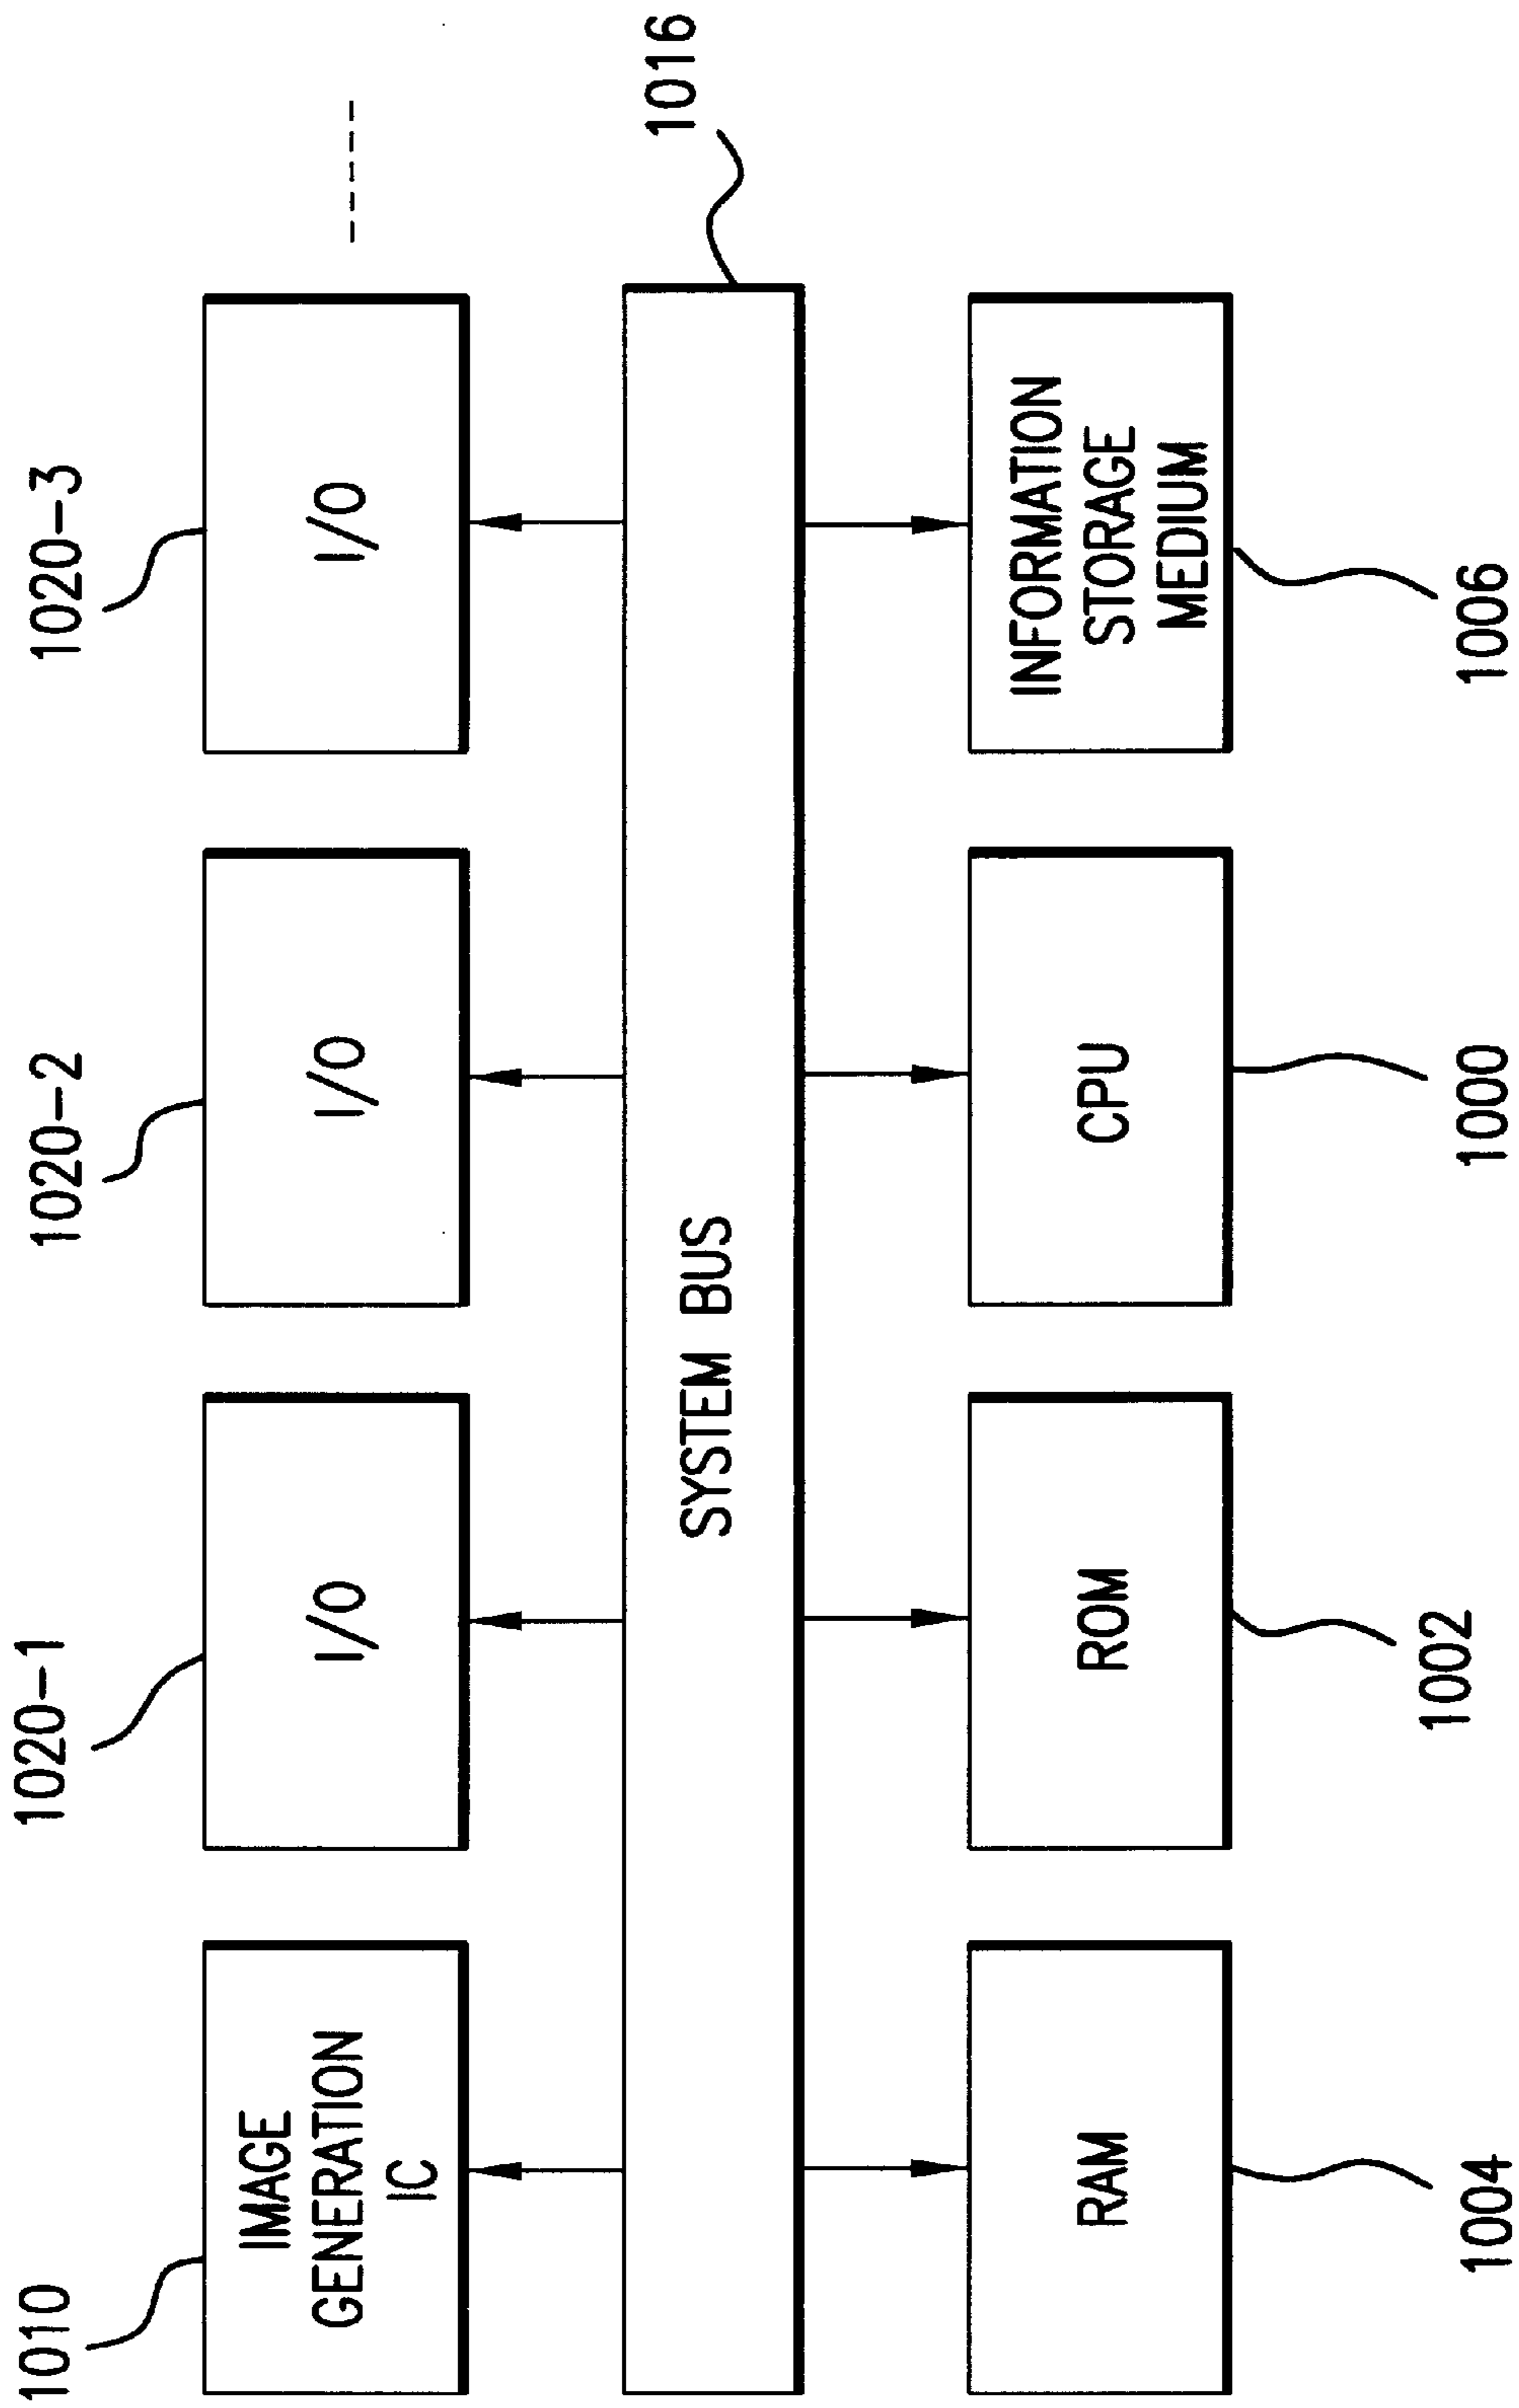 1010
1020-1
1020-2
1020-3
IMAGE
GENERATION
IC
I/O
I/O
I/O
1016
SYSTEM BUS
RAM
ROM
CPU
INFORMATION
STORAGE
MEDIUM
1004
1002
1000
1006